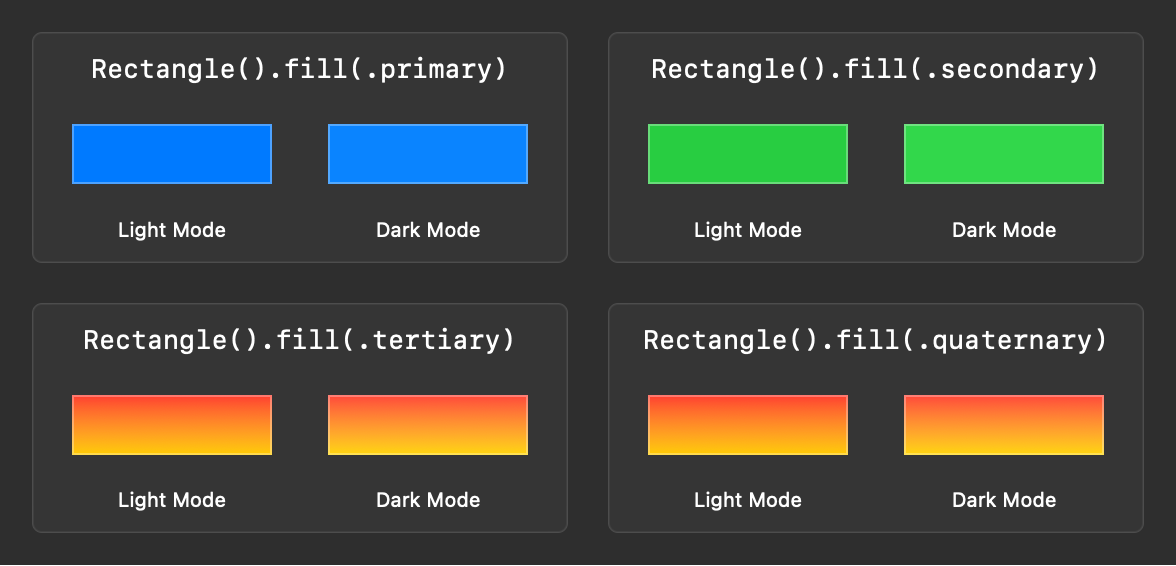 Rectangle().fill(.primary)
Light Mode
Dark Mode
Rectangle().fill(.secondary)
Light Mode
Dark Mode
Rectangle().fill(.tertiary)
Light Mode
Dark Mode
Rectangle().fill(.quaternary)
Light Mode
Dark Mode